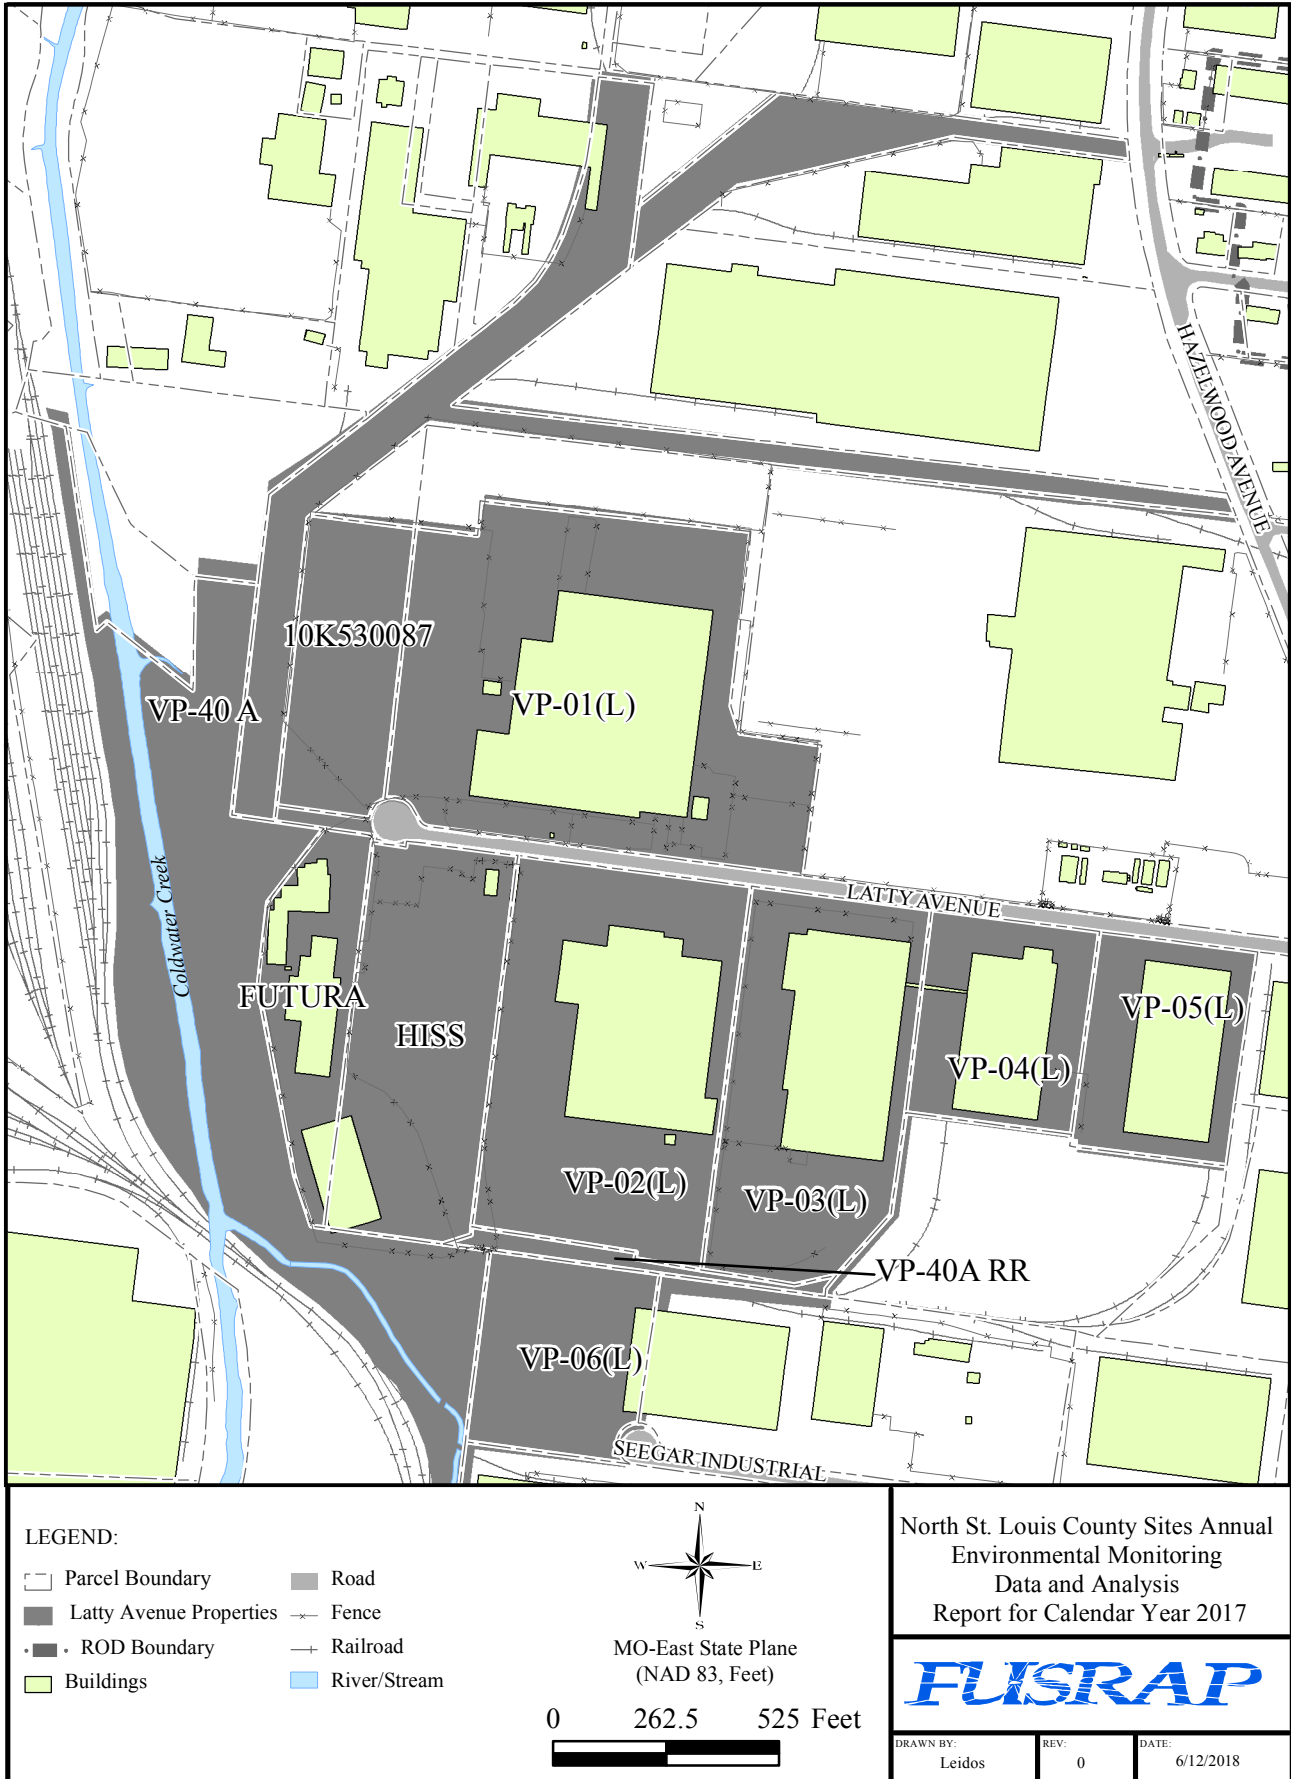 HAZELWOOD AVENUE
10K530087
VP-01(L)
VP-40 A
Coldwater Creek
LATTY AVENUE
FUTURA
HISS
VP-05(L)
VP-04(L)
VP-02(L)
VP-03(L)
VP-40A RR
VP-06(L)
SEEGAR INDUSTRIAL
LEGEND:
Parcel Boundary
Latty Avenue Properties
ROD Boundary
Buildings
Road
Fence
Railroad
River/Stream
N
W E
S
MO-East State Plane
(NAD 83, Feet)
0 262.5 525 Feet
North St. Louis County Sites Annual
Environmental Monitoring
Data and Analysis
Report for Calendar Year 2017
FUSRAP
DRAWN BY:
Leidos
REV:
0
DATE:
6/12/2018